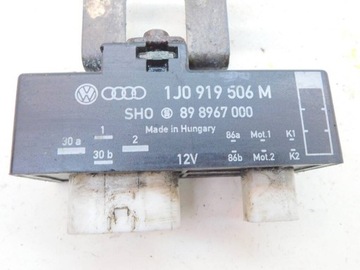 1J0 919 506 M
SHO B 89 8967 000
Made in Hungary
30 a 1 2 86a Mot.1 K1
30 b 12V 86b Mot.2 K2